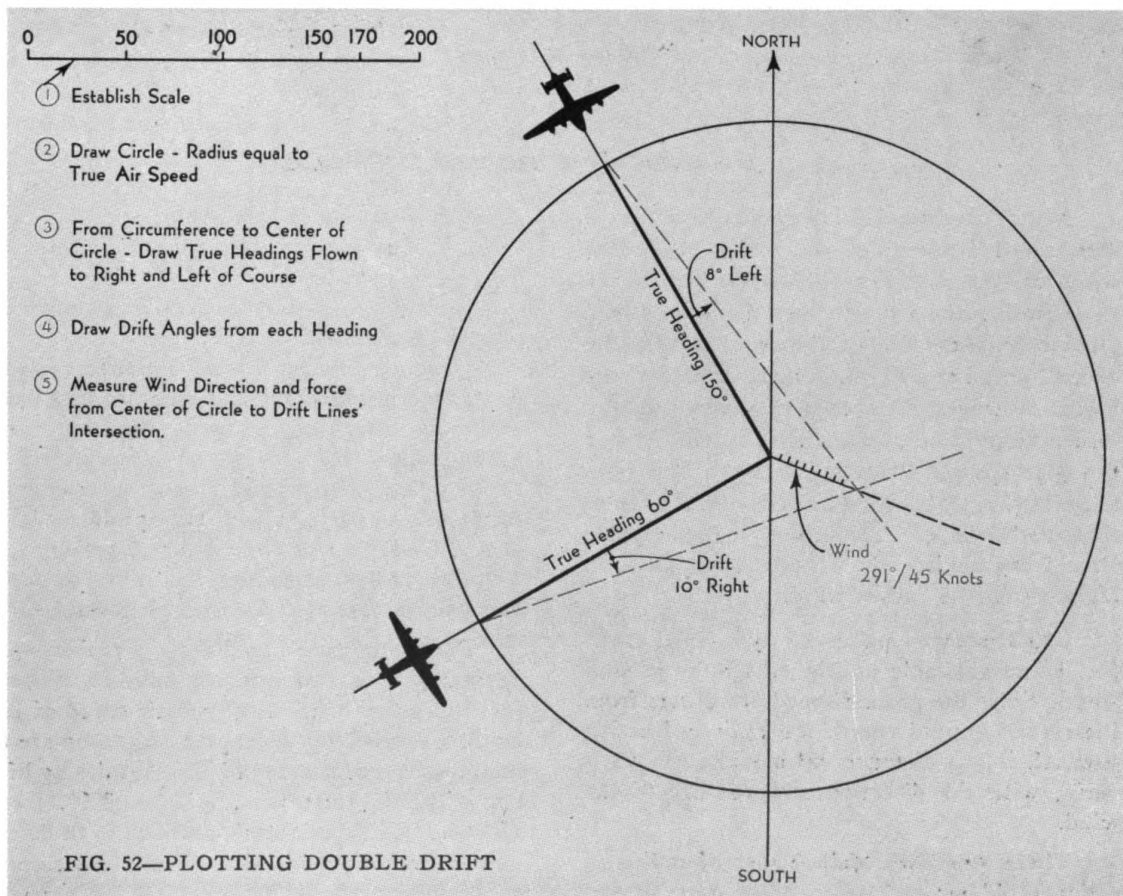 0 50 100 150 170 200
① Establish Scale
② Draw Circle - Radius equal to
True Air Speed
③ From Circumference to Center of
Circle - Draw True Headings Flown
to Right and Left of Course
④ Draw Drift Angles from each Heading
⑤ Measure Wind Direction and force
from Center of Circle to Drift Lines'
Intersection.
NORTH
Drift
8° Left
True Heading 150°
True Heading 60°
Drift
10° Right
Wind
291°/45 Knots
SOUTH
FIG. 52—PLOTTING DOUBLE DRIFT